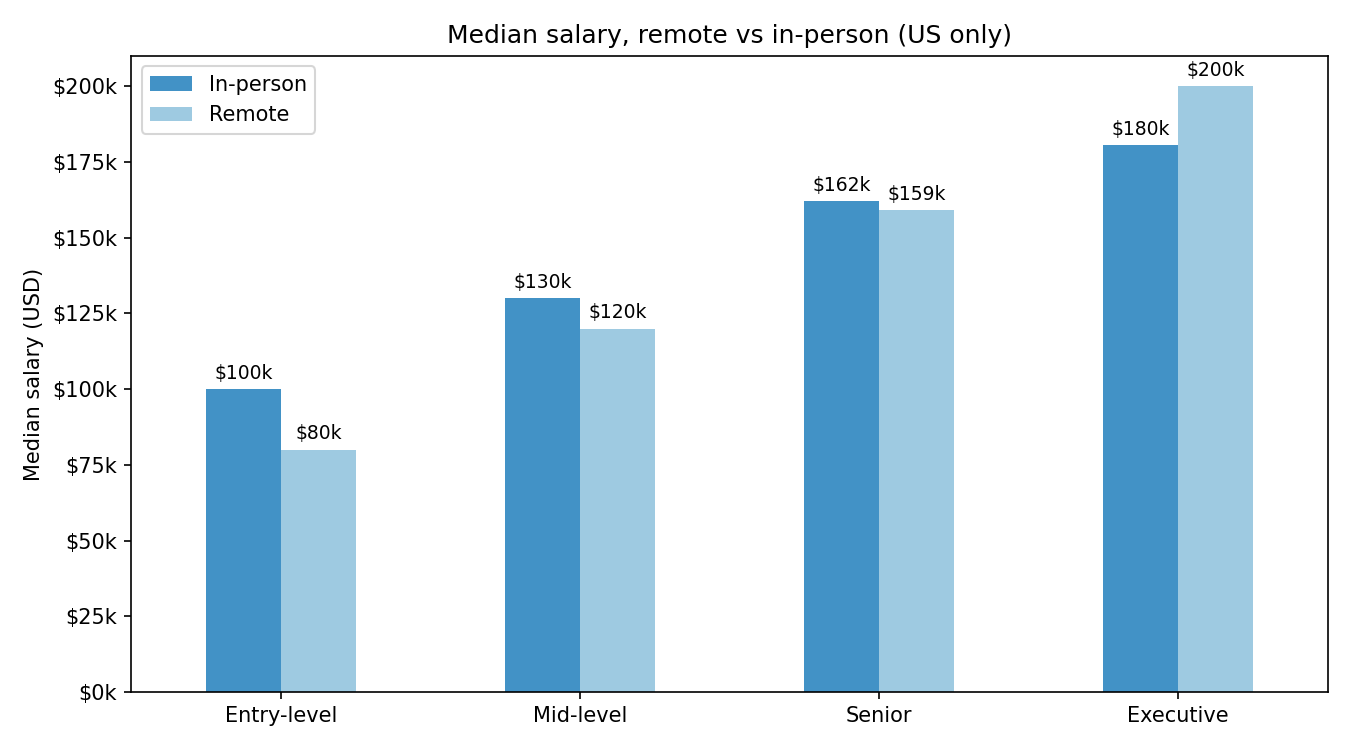 Median salary, remote vs in-person (US only)
In-person
Remote
Median salary (USD)
$200k
$175k
$150k
$125k
$100k
$75k
$50k
$25k
$0k
$100k
$80k
$130k
$120k
$162k
$159k
$180k
$200k
Entry-level
Mid-level
Senior
Executive